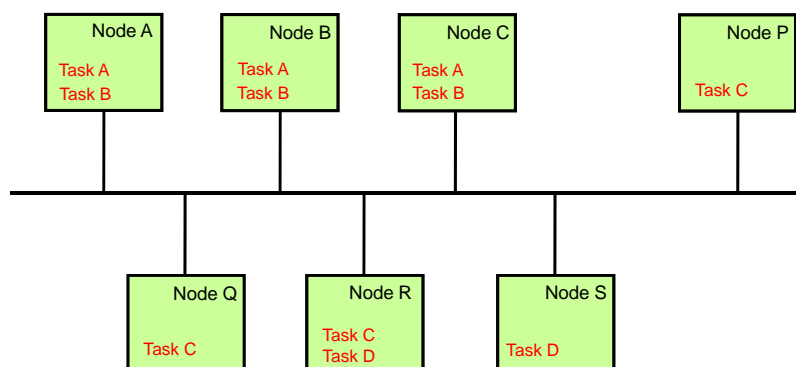 Node A
Task A
Task B
Node B
Task A
Task B
Node C
Task A
Task B
Node P
Task C
Node Q
Task C
Node R
Task C
Task D
Node S
Task D